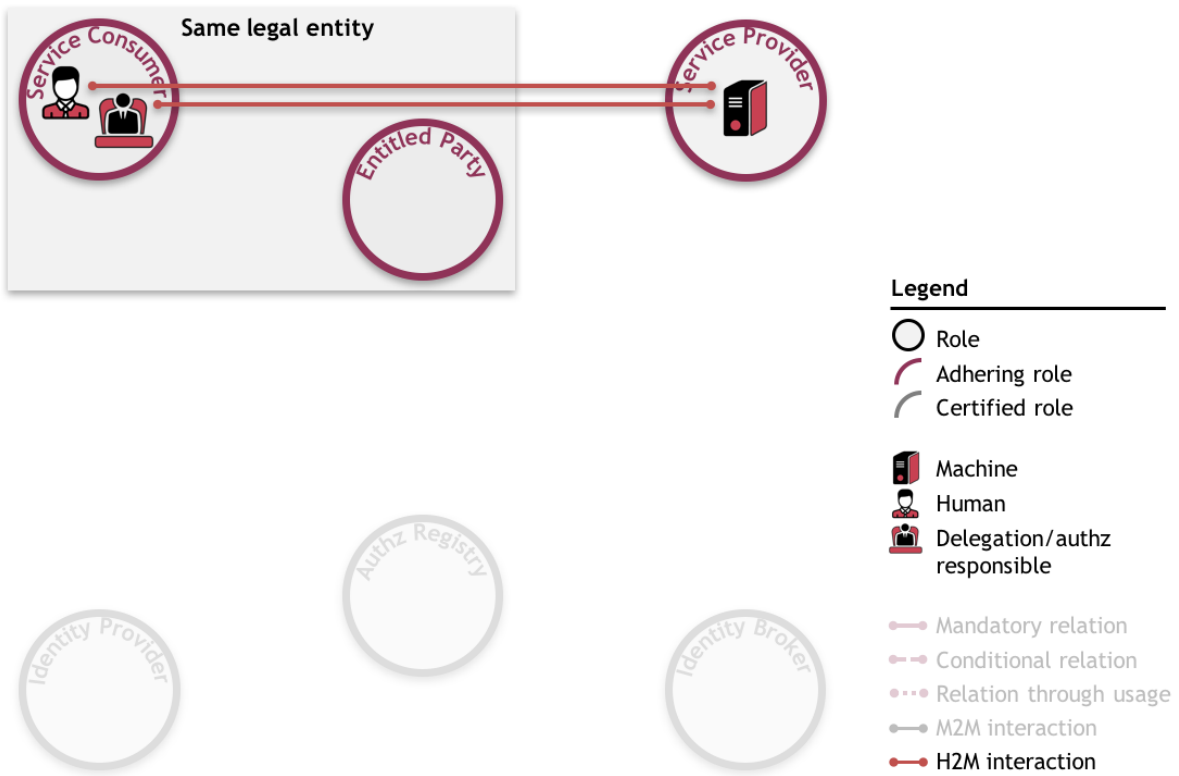 Same legal entity
Service Consumer
Service Provider
Entitled Party
Legend
Role
Adhering role
Certified role
Machine
Human
Delegation/authz
responsible
Authz Registry
Identity Provider
Identity Broker
Mandatory relation
Conditional relation
Relation through usage
M2M interaction
H2M interaction